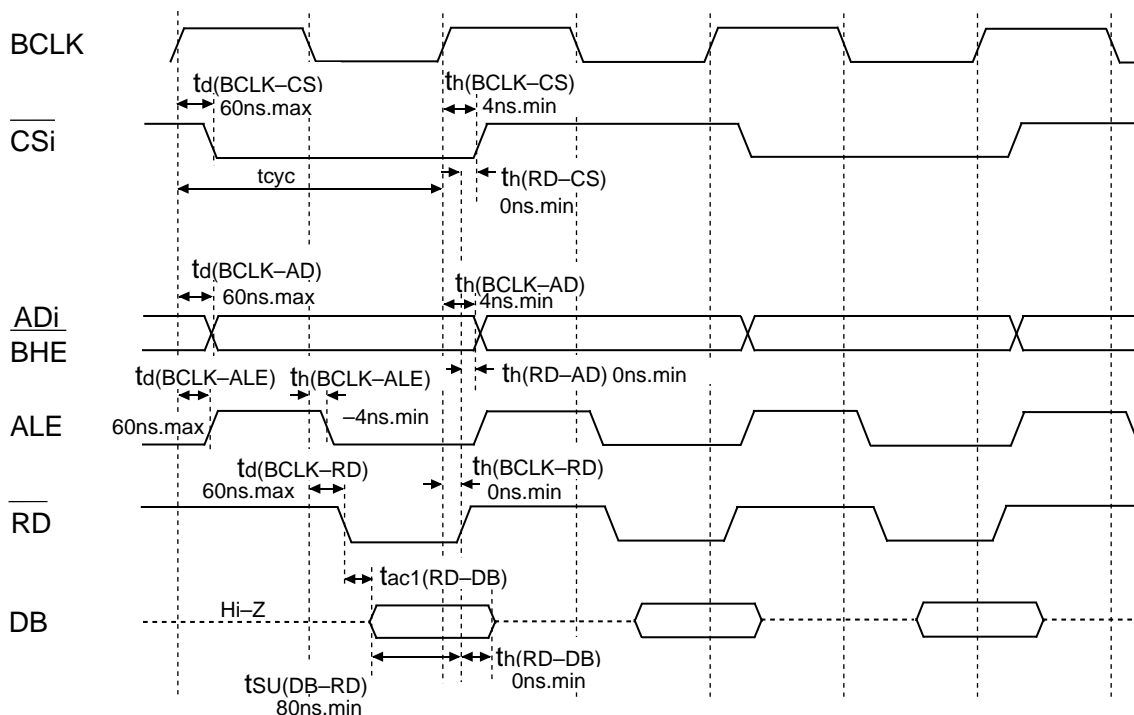 BCLK
td(BCLK–CS)
60ns.max
th(BCLK–CS)
4ns.min
CSi
tcyc
th(RD–CS)
0ns.min
td(BCLK–AD)
60ns.max
th(BCLK–AD)
4ns.min
ADi
BHE
td(BCLK–ALE)
th(BCLK–ALE)
th(RD–AD) 0ns.min
–4ns.min
ALE
60ns.max
td(BCLK–RD)
60ns.max
th(BCLK–RD)
0ns.min
RD
tac1(RD–DB)
Hi–Z
DB
th(RD–DB)
0ns.min
tSU(DB–RD)
80ns.min